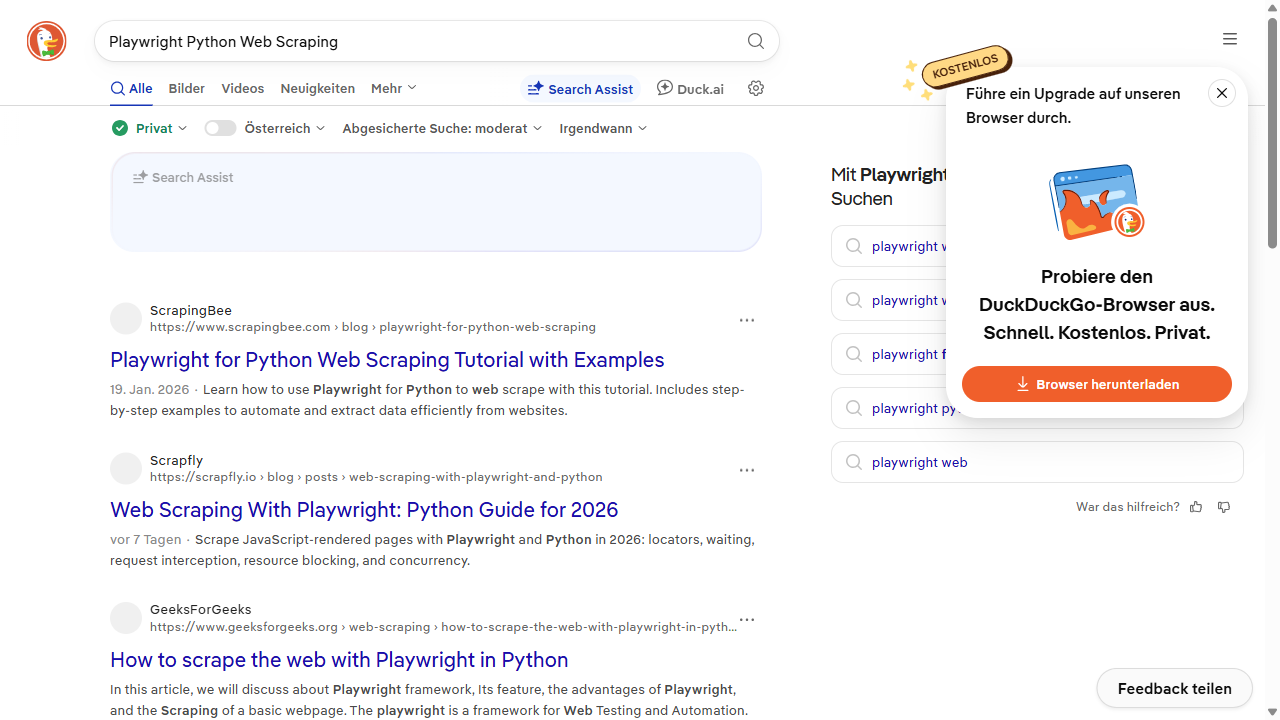 Playwright Python Web Scraping
Alle
Bilder
Videos
Neuigkeiten
Mehr
Search Assist
Duck.ai
Privat
Österreich
Abgesicherte Suche: moderat
Irgendwann
Search Assist
ScrapingBee
https://www.scrapingbee.com › blog › playwright-for-python-web-scraping
Playwright for Python Web Scraping Tutorial with Examples
19. Jan. 2026 · Learn how to use Playwright for Python to web scrape with this tutorial. Includes step-
by-step examples to automate and extract data efficiently from websites.
Scrapfly
https://scrapfly.io › blog › posts › web-scraping-with-playwright-and-python
Web Scraping With Playwright: Python Guide for 2026
vor 7 Tagen · Scrape JavaScript-rendered pages with Playwright and Python in 2026: locators, waiting,
request interception, resource blocking, and concurrency.
GeeksForGeeks
https://www.geeksforgeeks.org › web-scraping › how-to-scrape-the-web-with-playwright-in-pyth...
How to scrape the web with Playwright in Python
In this article, we will discuss about Playwright framework, Its feature, the advantages of Playwright,
and the Scraping of a basic webpage. The playwright is a framework for Web Testing and Automation.
Mit Playwright
Suchen
playwright
playwright
playwright
playwright
playwright web
War das hilfreich?
KOSTENLOS
Führe ein Upgrade auf unseren
Browser durch.
Probiere den
DuckDuckGo-Browser aus.
Schnell. Kostenlos. Privat.
Browser herunterladen
Feedback teilen